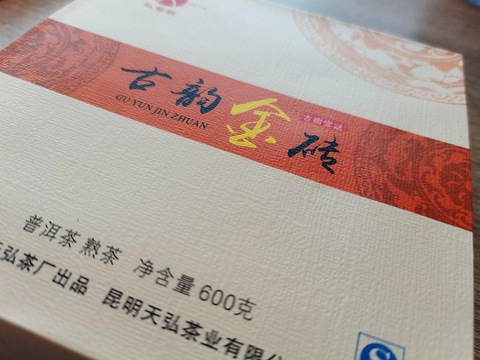 古韵金砖
GU YUN JIN ZHUAN
普洱茶 熟茶 净含量 600克
弘茶厂出品 昆明天弘茶业有限